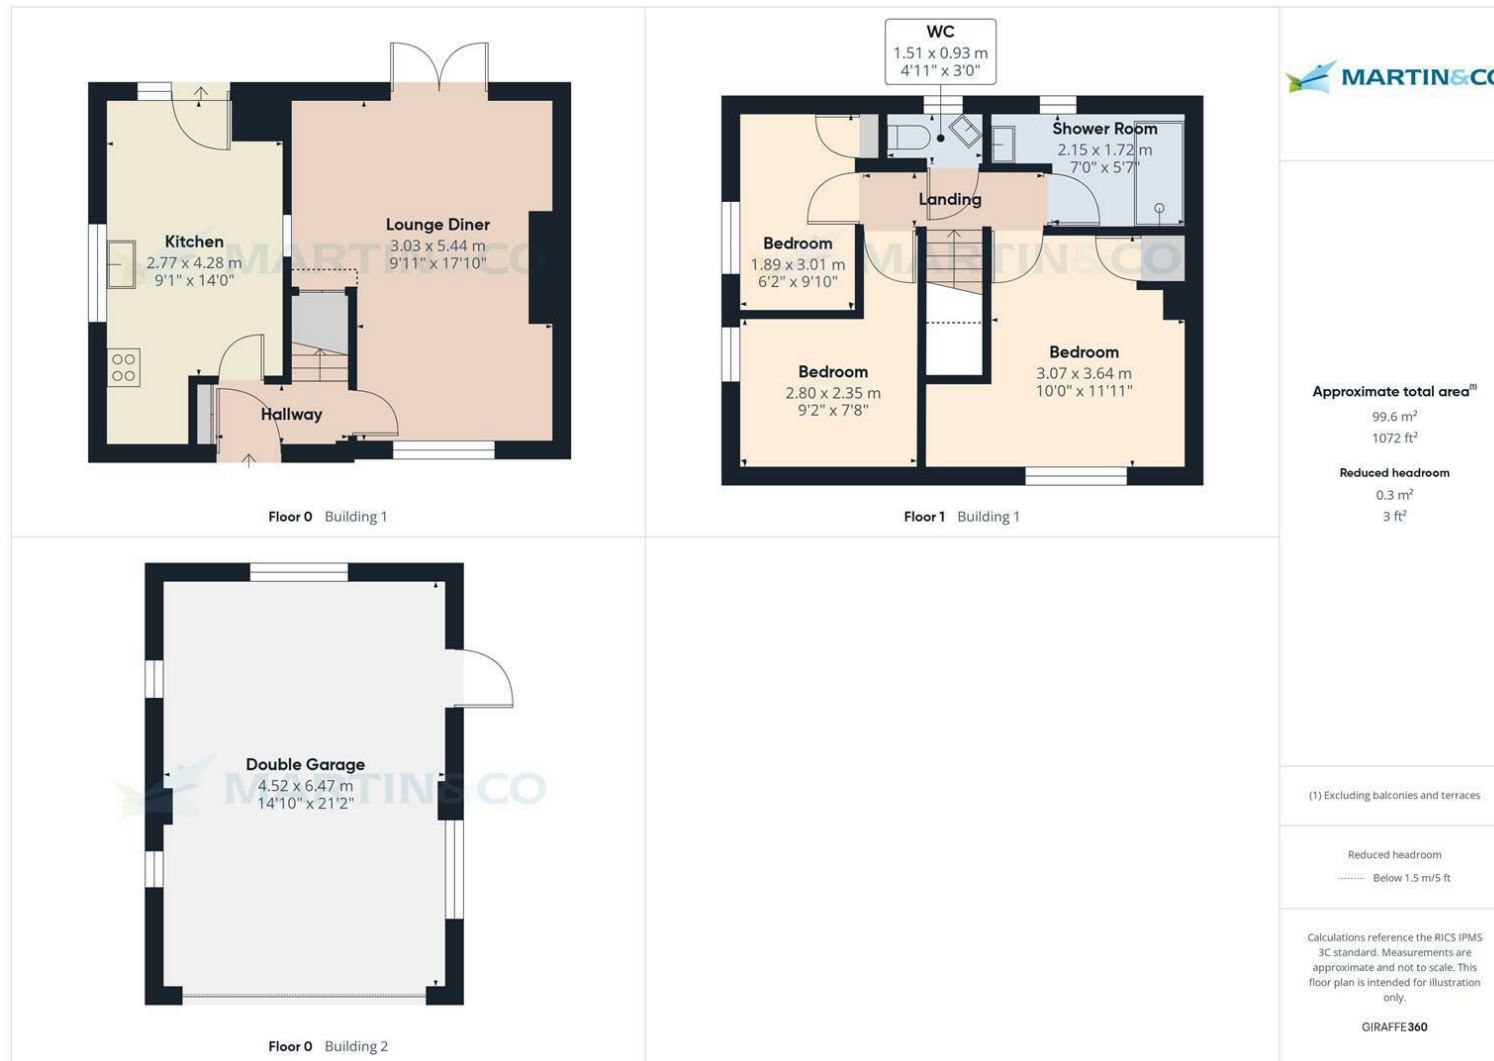 WC
1.51 x 0.93 m
4'11" x 3'0"
Kitchen
2.77 x 4.28 m
9'1" x 14'0"
Lounge Diner
3.03 x 5.44 m
9'11" x 17'10"
Hallway
MARTIN&CO
Floor 0 Building 1
Shower Room
2.15 x 1.72 m
7'0" x 5'7"
Landing
Bedroom
1.89 x 3.01 m
6'2" x 9'10"
Bedroom
2.80 x 2.35 m
9'2" x 7'8"
Bedroom
3.07 x 3.64 m
10'0" x 11'11"
MARTIN&CO
Floor 1 Building 1
Double Garage
4.52 x 6.47 m
14'10" x 21'2"
MARTIN&CO
Floor 0 Building 2
MARTIN&CO
Approximate total area(1)
99.6 m²
1072 ft²
Reduced headroom
0.3 m²
3 ft²
(1) Excluding balconies and terraces
Reduced headroom
Below 1.5 m/5 ft
Calculations reference the RICS IPMS
3C standard. Measurements are
approximate and not to scale. This
floor plan is intended for illustration
only.
GIRAFFE360